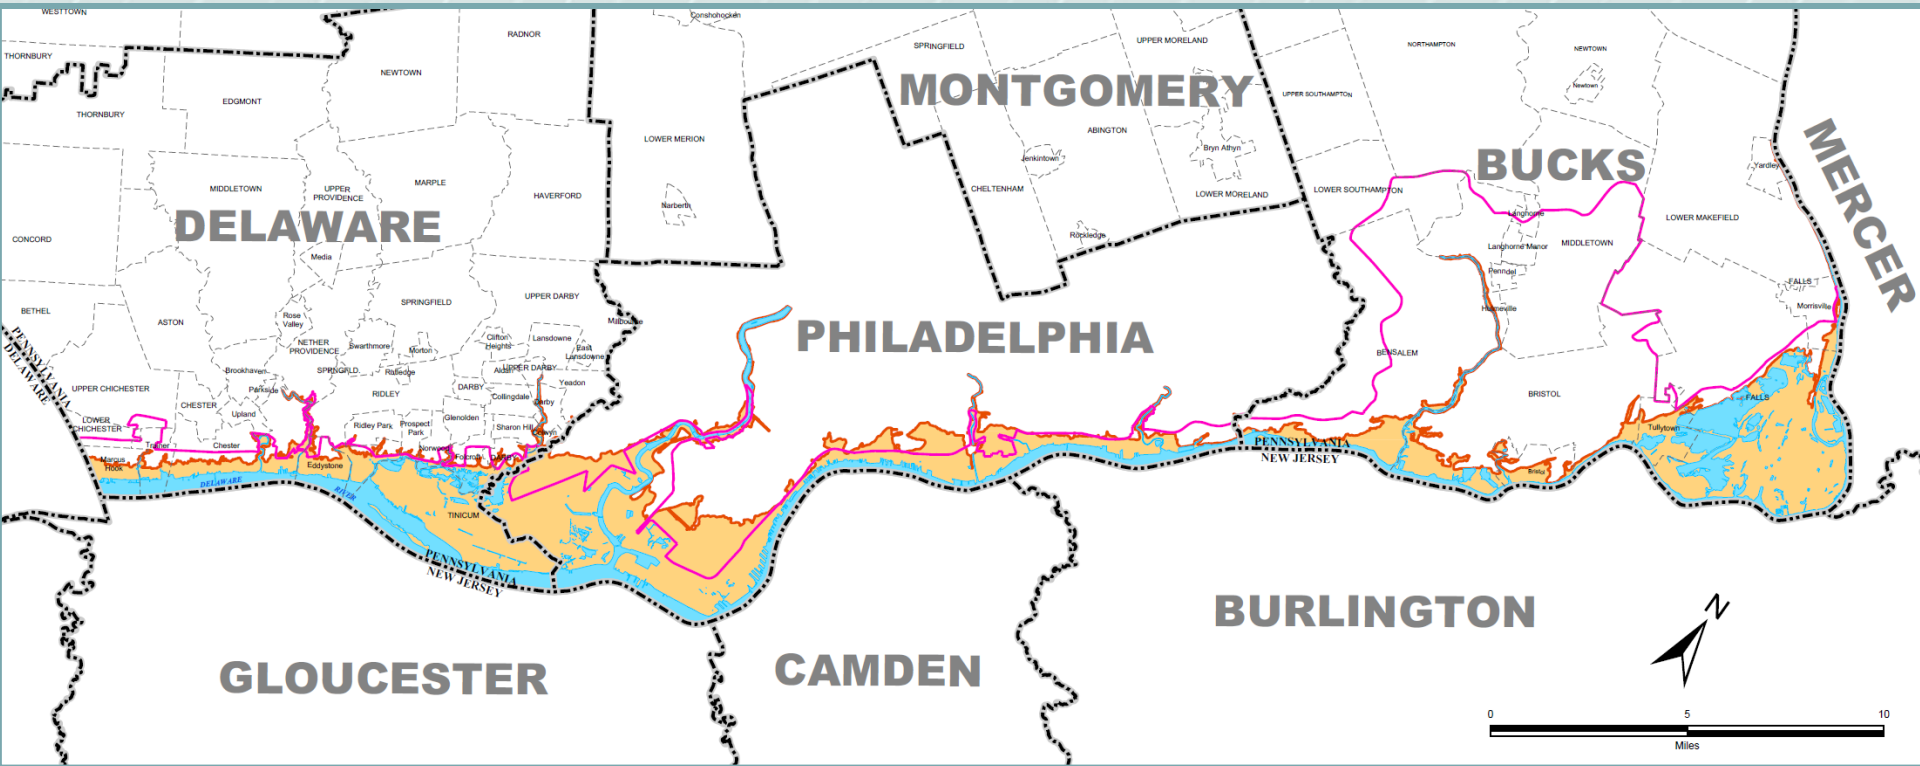 WESTTOWN
Conshohocken
RADNOR
SPRINGFIELD
UPPER MORELAND
NORTHAMPTON
NEWTOWN
THORNBURY
NEWTOWN
Newtown
MONTGOMERY
UPPER SOUTHAMPTON
EDGMONT
THORNBURY
LOWER MERION
ABINGTON
Bryn Athyn
MERCER
Jenkintown
BUCKS
Yardley
MIDDLETOWN
UPPER
PROVIDENCE
MARPLE
HAVERFORD
Narberth
CHELTENHAM
LOWER MORELAND
LOWER SOUTHAMPTON
DELAWARE
Langhorne
LOWER MAKEFIELD
CONCORD
Rockledge
Langhorne Manor
MIDDLETOWN
Media
Penndel
FALLS
Morrisville
BETHEL
ASTON
SPRINGFIELD
UPPER DARBY
Hulmeville
Rose
Valley
Millbourne
PHILADELPHIA
PENNSYLVANIA
DELAWARE
NETHER
PROVIDENCE
Swarthmore
Morton
Clifton
Heights
Lansdowne
East
Lansdowne
BENSALEM
Brookhaven
SPRINGFLD.
Rutledge
Aldan
UPPER DARBY
Yeadon
UPPER CHICHESTER
Parkside
RIDLEY
DARBY
Collingdale
Darby
BRISTOL
FALLS
CHESTER
Upland
Glenolden
LOWER
CHICHESTER
Ridley Park
Prospect
Park
Sharon Hill
Colwyn
Tullytown
Trainer
Chester
Norwood
Folcroft
DARBY
PENNSYLVANIA
NEW JERSEY
Marcus
Hook
Eddystone
Bristol
DELAWARE
RIVER
TINICUM
PENNSYLVANIA
NEW JERSEY
BURLINGTON
N
GLOUCESTER
CAMDEN
0 5 10
Miles